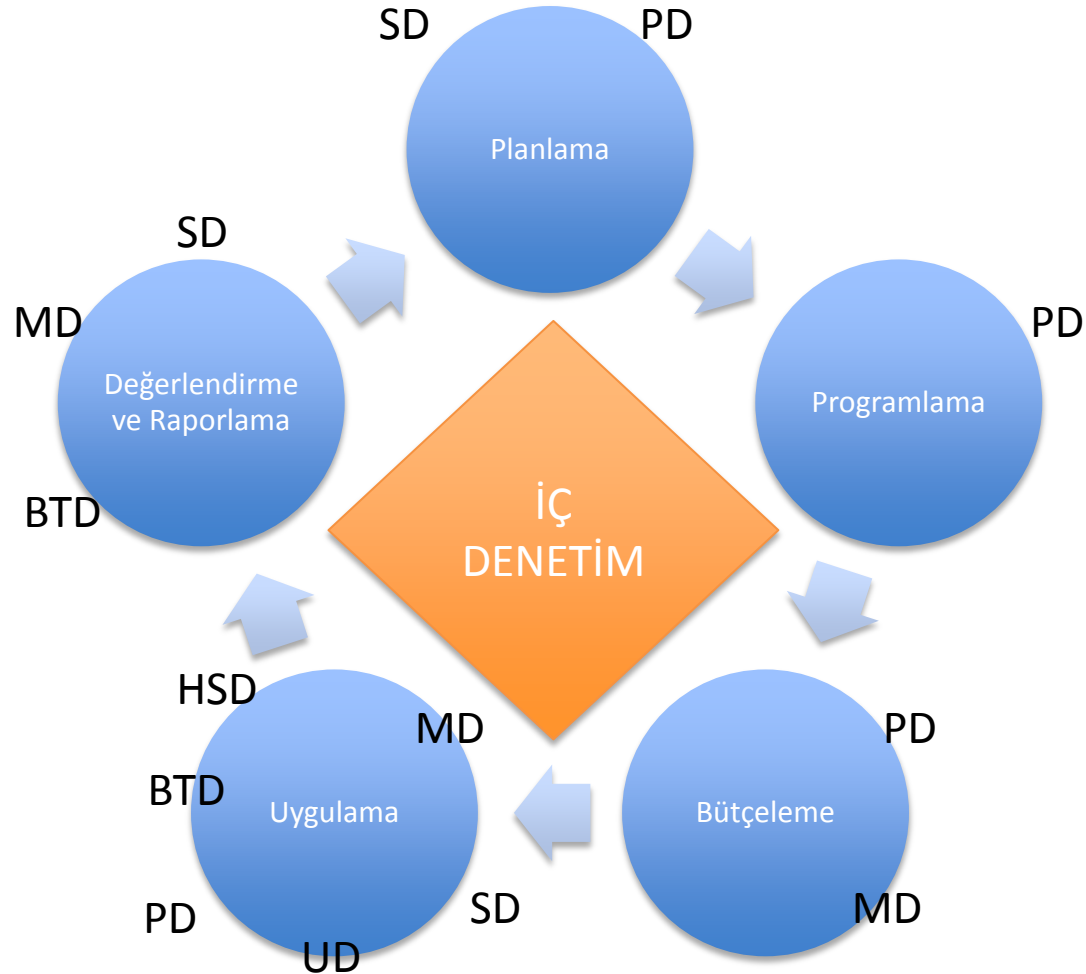 SD
PD
Planlama
SD
MD
Değerlendirme
ve Raporlama
BTD
PD
Programlama
İÇ
DENETİM
HSD
MD
BTD
Uygulama
PD
SD
UD
PD
Bütçeleme
MD